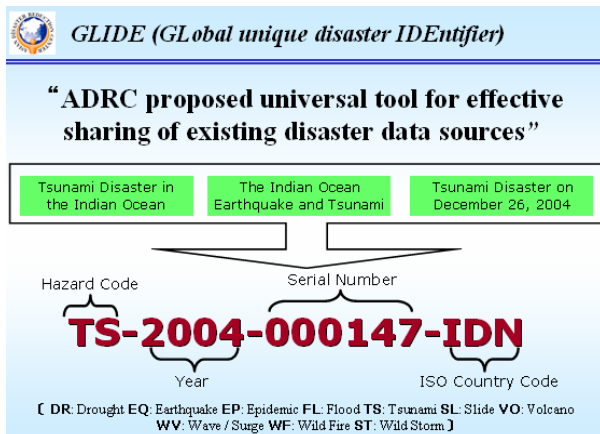 GLIDE (GLobal unique disaster IDEntifier)
“ADRC proposed universal tool for effective
sharing of existing disaster data sources”
Tsunami Disaster in
the Indian Ocean
The Indian Ocean
Earthquake and Tsunami
Tsunami Disaster on
December 26, 2004
Hazard Code
Serial Number
TS-2004-000147-IDN
Year
ISO Country Code
( DR: Drought EQ: Earthquake EP: Epidemic FL: Flood TS: Tsunami SL: Slide VO: Volcano
WV: Wave / Surge WF: Wild Fire ST: Wild Storm )